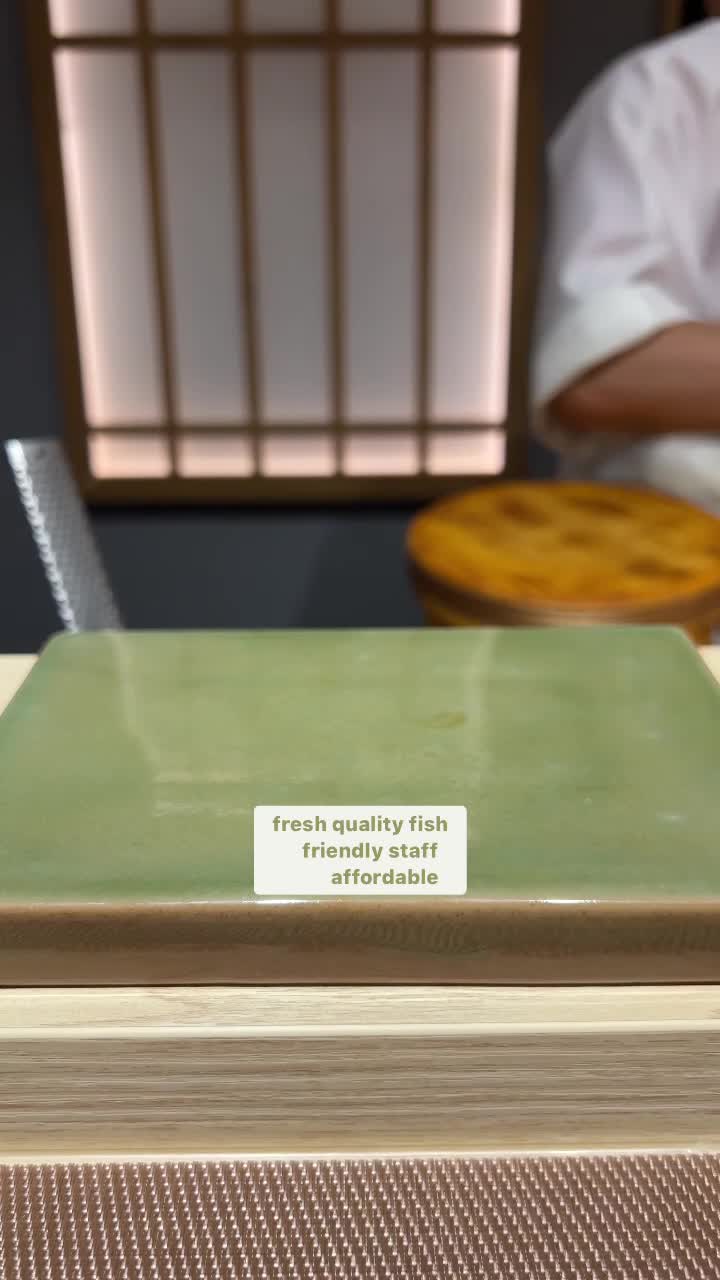 fresh quality fish
friendly staff
affordable